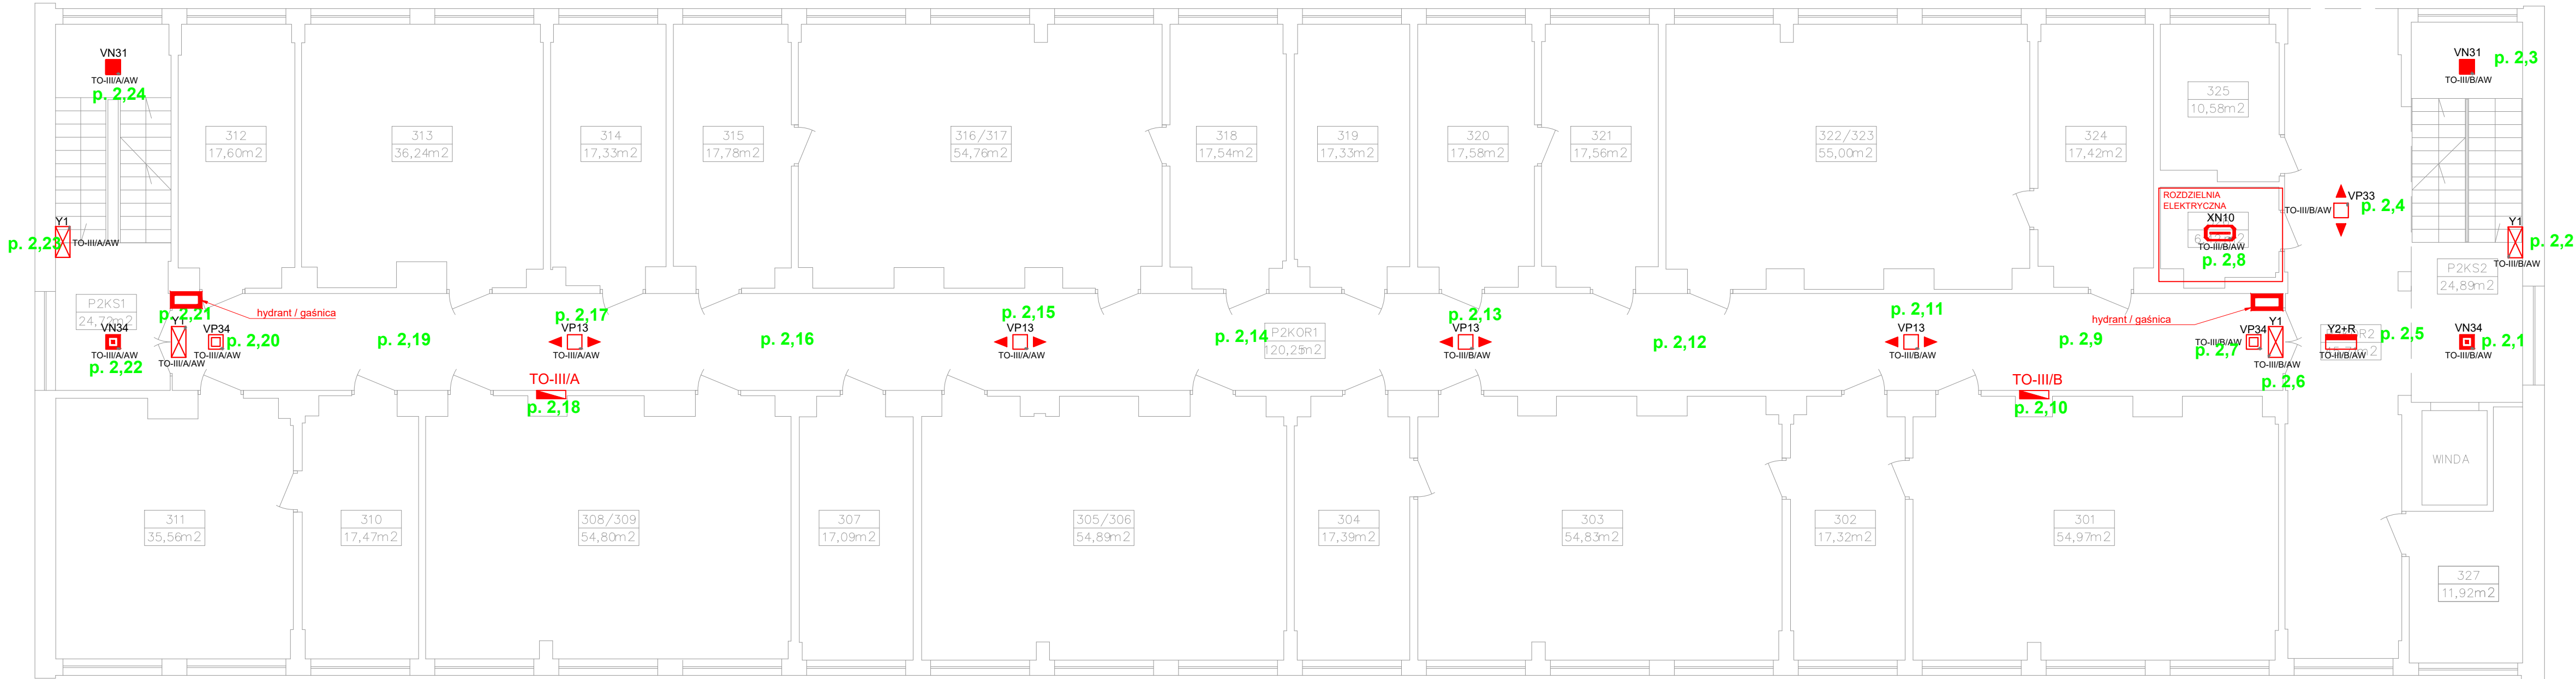 VN31
TO-III/A/AW
p. 2,24
312
17,60m2
313
36,24m2
314
17,33m2
315
17,78m2
316/317
54,76m2
318
17,54m2
319
17,33m2
320
17,58m2
321
17,56m2
322/323
55,00m2
324
17,42m2
325
10,58m2
VN31
TO-III/B/AW
p. 2,3
ROZDZIELNIA
ELEKTRYCZNA
XN10
TO-III/B/AW
p. 2,8
VP33
TO-III/B/AW
p. 2,4
Y1
TO-III/B/AW
p. 2,2
Y1
TO-III/A/AW
p. 2,23
P2KS1
24,72m2
VN34
TO-III/A/AW
p. 2,22
p. 2,21
hydrant / gaśnica
Y1
TO-III/A/AW
VP34
TO-III/A/AW
p. 2,20
p. 2,19
p. 2,17
VP13
TO-III/A/AW
p. 2,16
p. 2,15
VP13
TO-III/A/AW
p. 2,14
P2KOR1
120,25m2
p. 2,13
VP13
TO-III/B/AW
p. 2,12
p. 2,11
VP13
TO-III/B/AW
p. 2,9
hydrant / gaśnica
VP34
TO-III/B/AW
p. 2,7
Y1
TO-III/B/AW
p. 2,6
Y2+R
TO-III/B/AW
p. 2,5
P2KS2
24,89m2
VN34
TO-III/B/AW
p. 2,1
TO-III/A
p. 2,18
TO-III/B
p. 2,10
311
35,56m2
310
17,47m2
308/309
54,80m2
307
17,09m2
305/306
54,89m2
304
17,39m2
303
54,83m2
302
17,32m2
301
54,97m2
WINDA
327
11,92m2